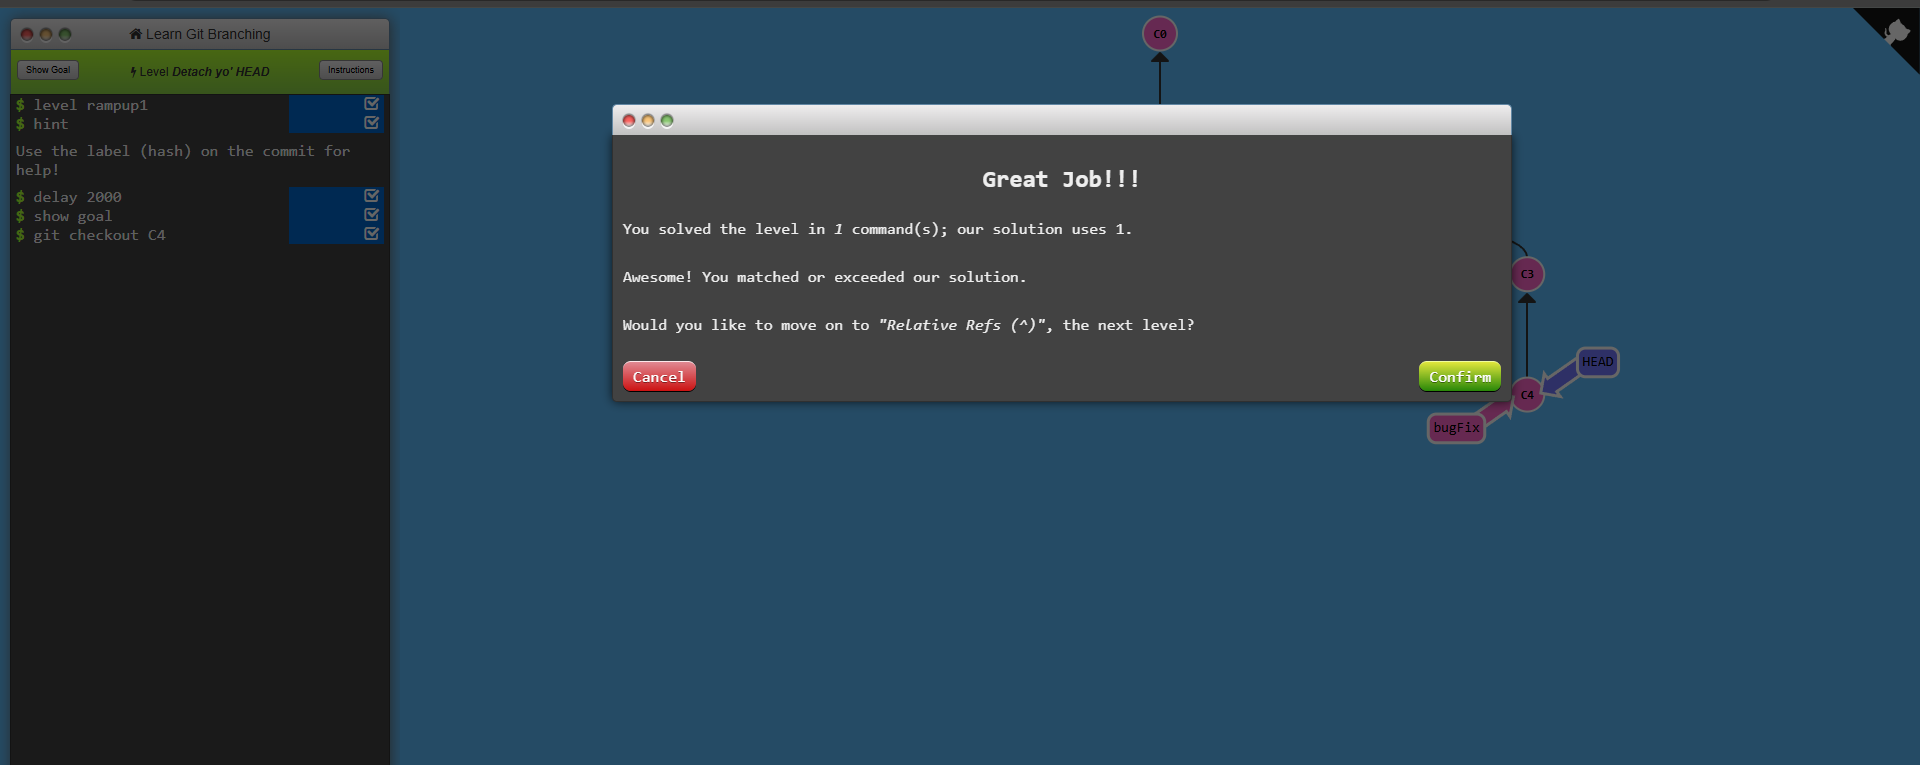 Learn Git Branching
Show Goal
Level Detach yo' HEAD
Instructions
$ level rampup1
$ hint
Use the label (hash) on the commit for
help!
$ delay 2000
$ show goal
$ git checkout C4
C0
Great Job!!!
You solved the level in 1 command(s); our solution uses 1.
Awesome! You matched or exceeded our solution.
Would you like to move on to "Relative Refs (^)", the next level?
Cancel
Confirm
C3
HEAD
C4
bugFix